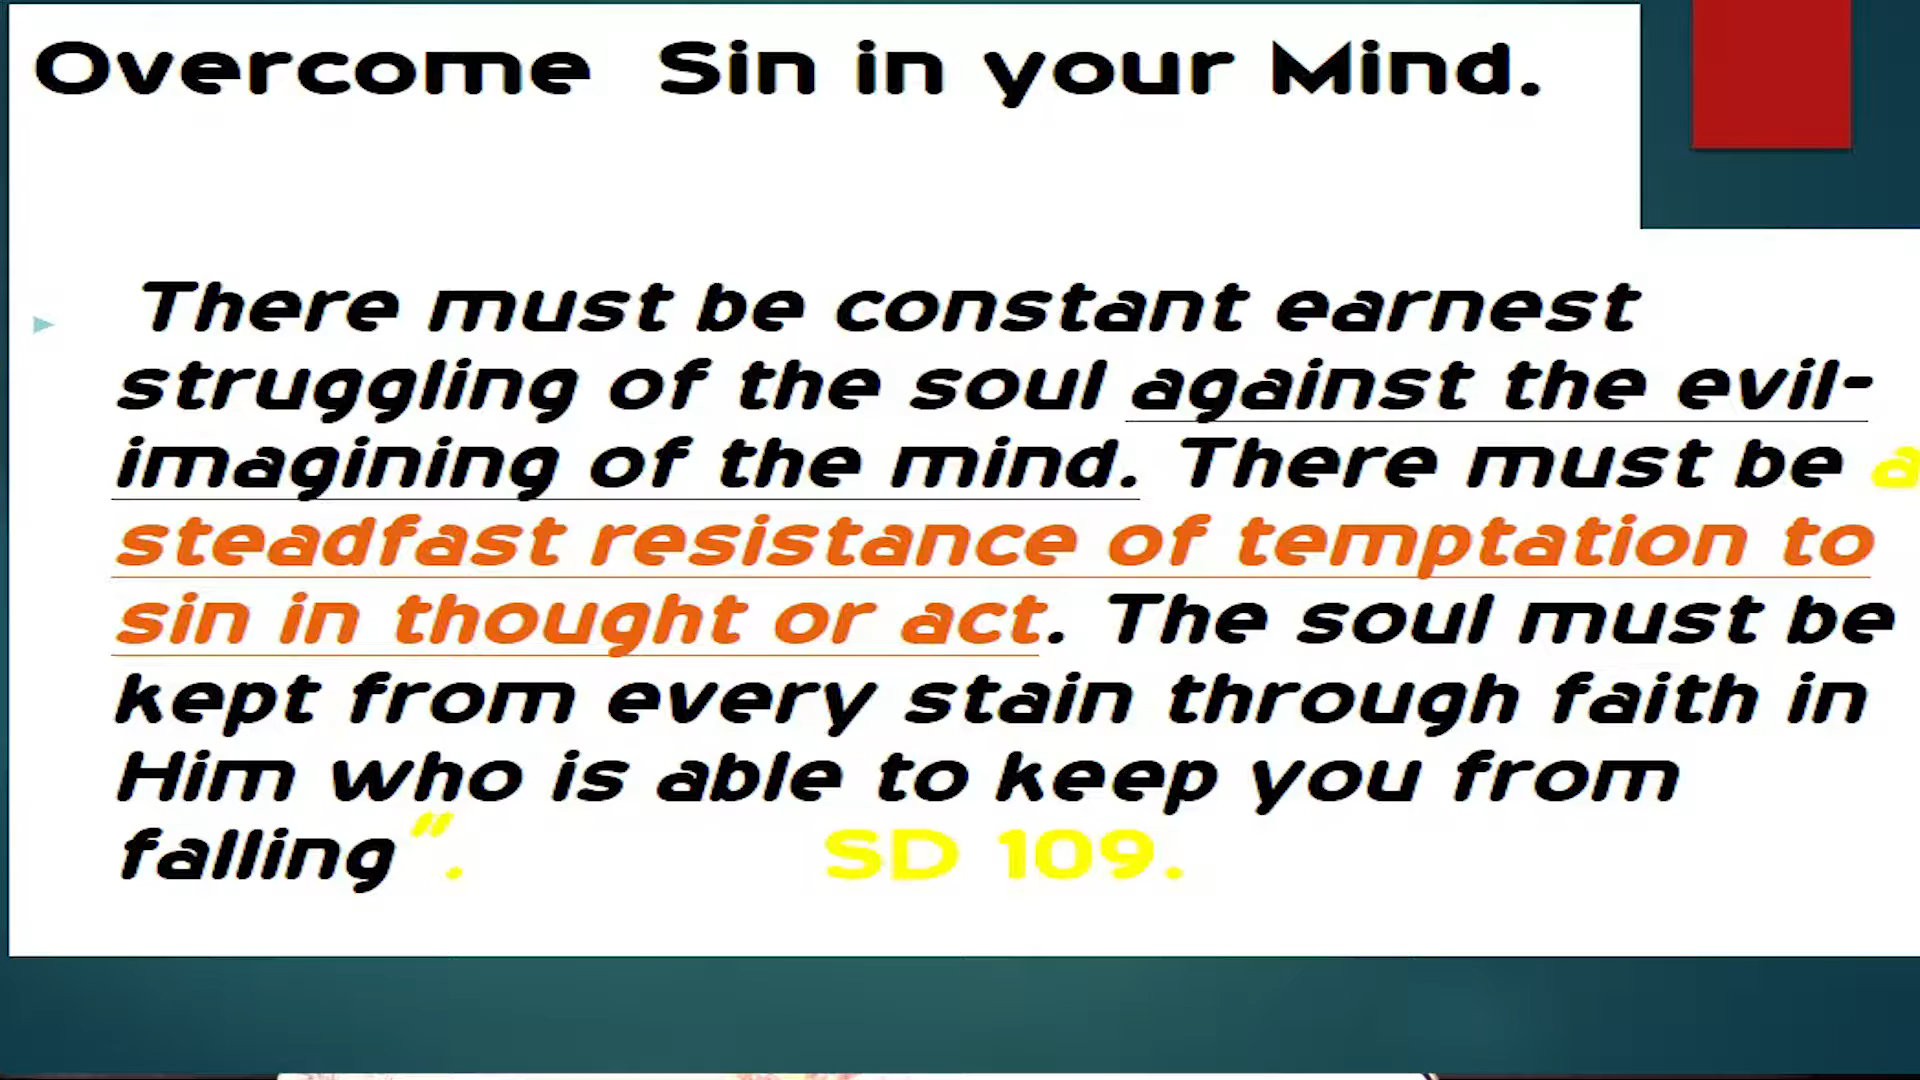 Overcome Sin in your Mind.
There must be constant earnest
struggling of the soul against the evil-
imagining of the mind. There must be a
steadfast resistance of temptation to
sin in thought or act. The soul must be
kept from every stain through faith in
Him who is able to keep you from
falling”. SD 109.